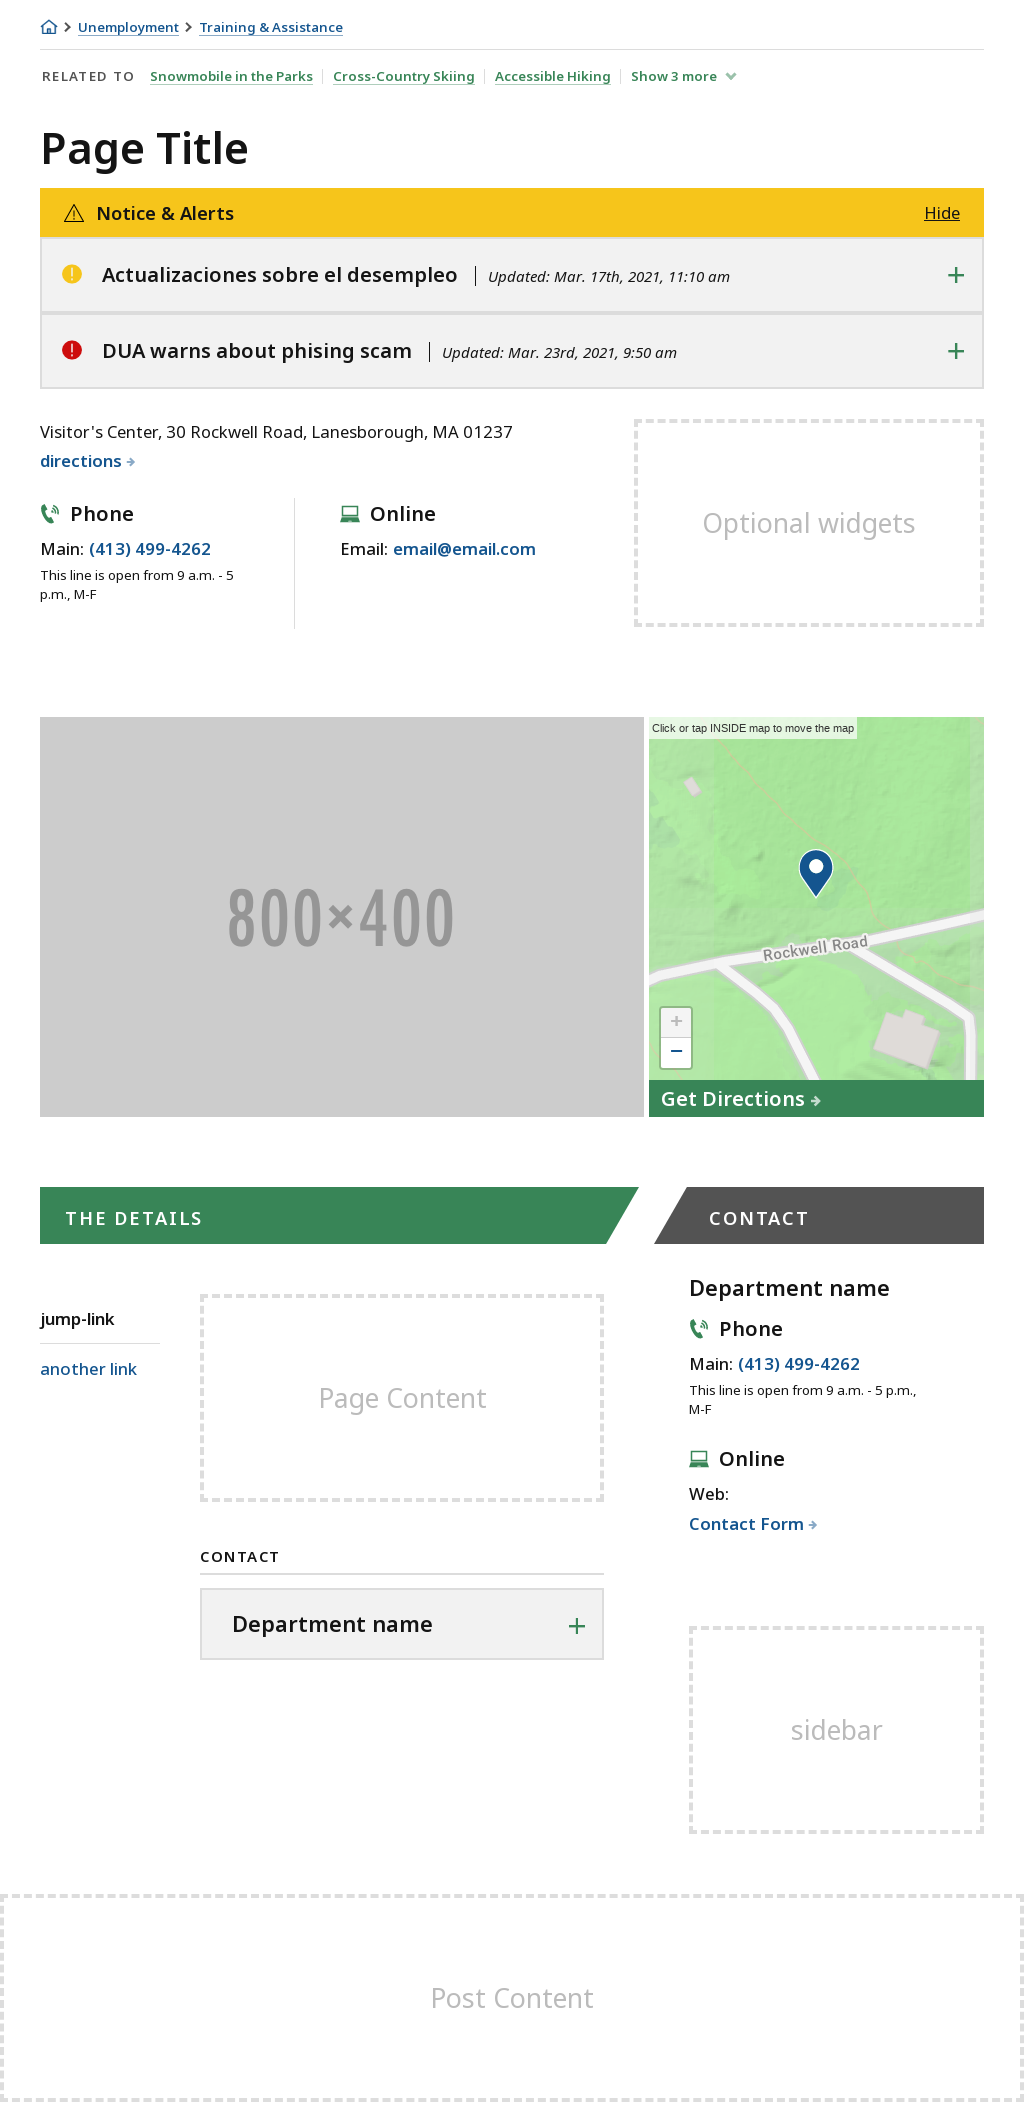 Unemployment Training & Assistance
RELATED TO Snowmobile in the Parks Cross-Country Skiing Accessible Hiking Show 3 more
Page Title
Notice & Alerts Hide
Actualizaciones sobre el desempleo Updated: Mar. 17th, 2021, 11:10 am
DUA warns about phising scam Updated: Mar. 23rd, 2021, 9:50 am
Visitor's Center, 30 Rockwell Road, Lanesborough, MA 01237
directions
Phone
Main: (413) 499-4262
This line is open from 9 a.m. - 5
p.m., M-F
Online
Email: email@email.com
Optional widgets
800×400
Click or tap INSIDE map to move the map
Rockwell Road
+
−
Get Directions
THE DETAILS
jump-link
another link
Page Content
CONTACT
Department name
CONTACT
Department name
Phone
Main: (413) 499-4262
This line is open from 9 a.m. - 5 p.m.,
M-F
Online
Web:
Contact Form
sidebar
Post Content